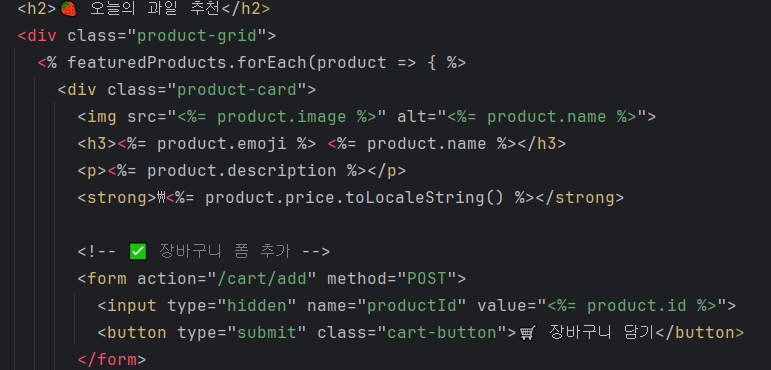 <h2>🍓 오늘의 과일 추천</h2>
<div class="product-grid">
<% featuredProducts.forEach(product => { %>
<div class="product-card">
<img src="<%= product.image %>" alt="<%= product.name %>">
<h3><%= product.emoji %> <%= product.name %></h3>
<p><%= product.description %></p>
<strong>₩<%= product.price.toLocaleString() %></strong>
<!-- ✅ 장바구니 폼 추가 -->
<form action="/cart/add" method="POST">
<input type="hidden" name="productId" value="<%= product.id %>">
<button type="submit" class="cart-button">🛒 장바구니 담기</button>
</form>